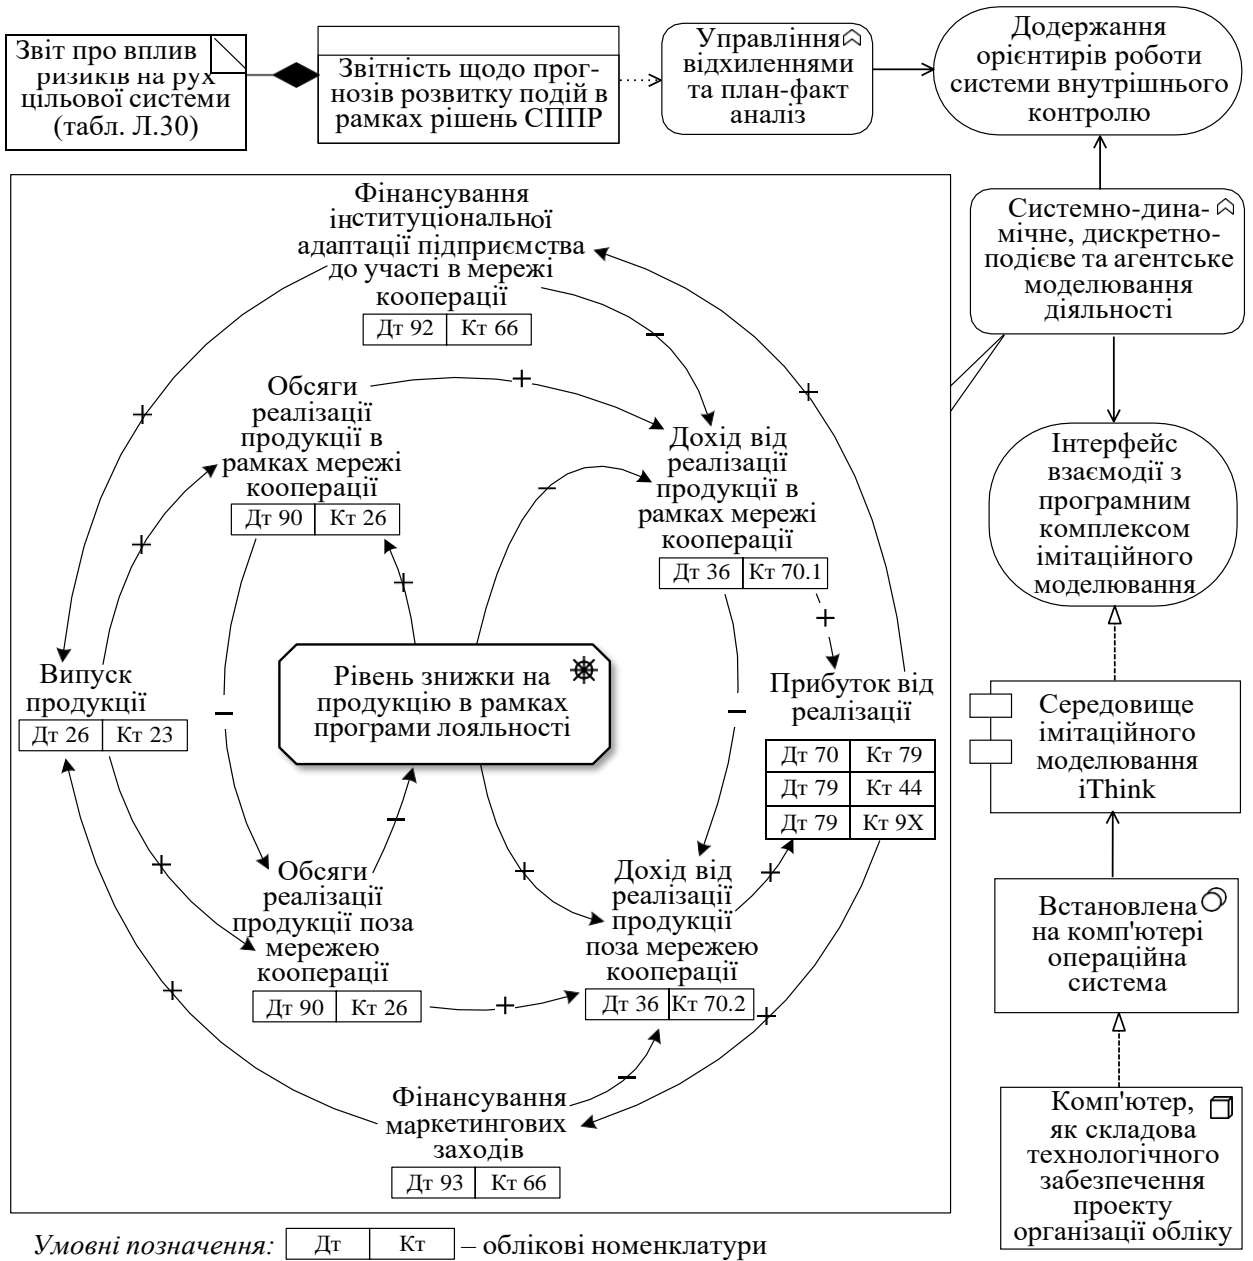 Звіт про вплив
ризиків на рух
цільової системи
(табл. Л.30)
Звітність щодо прог-
нозів розвитку подій в
рамках рішень СППР
Управління
відхиленнями
та план-факт
аналіз
Додержання
орієнтирів роботи
системи внутрішнього
контролю
Фінансування
інституціональної
адаптації підприємства
до участі в мережі
кооперації
Дт 92 Кт 66
Системно-дина-
мічне, дискретно-
подієве та агентське
моделювання
діяльності
Обсяги
реалізації
продукції в
рамках мережі
кооперації
Дт 90 Кт 26
Дохід від
реалізації
продукції в
рамках мережі
кооперації
Дт 36 Кт 70.1
Інтерфейс
взаємодії з
програмним
комплексом
імітаційного
моделювання
Випуск
продукції
Дт 26 Кт 23
Рівень знижки на
продукцію в рамках
програми лояльності
Прибуток від
реалізації
Дт 70 Кт 79
Дт 79 Кт 44
Дт 79 Кт 9X
Середовище
імітаційного
моделювання
iThink
Обсяги
реалізації
продукції поза
мережею
кооперації
Дт 90 Кт 26
Дохід від
реалізації
продукції
поза мережею
кооперації
Дт 36 Кт 70.2
Встановлена
на комп'ютері
операційна
система
Фінансування
маркетингових
заходів
Дт 93 Кт 66
Комп'ютер,
як складова
технологічного
забезпечення
проекту
організації обліку
Умовні позначення: Дт Кт – облікові номенклатури